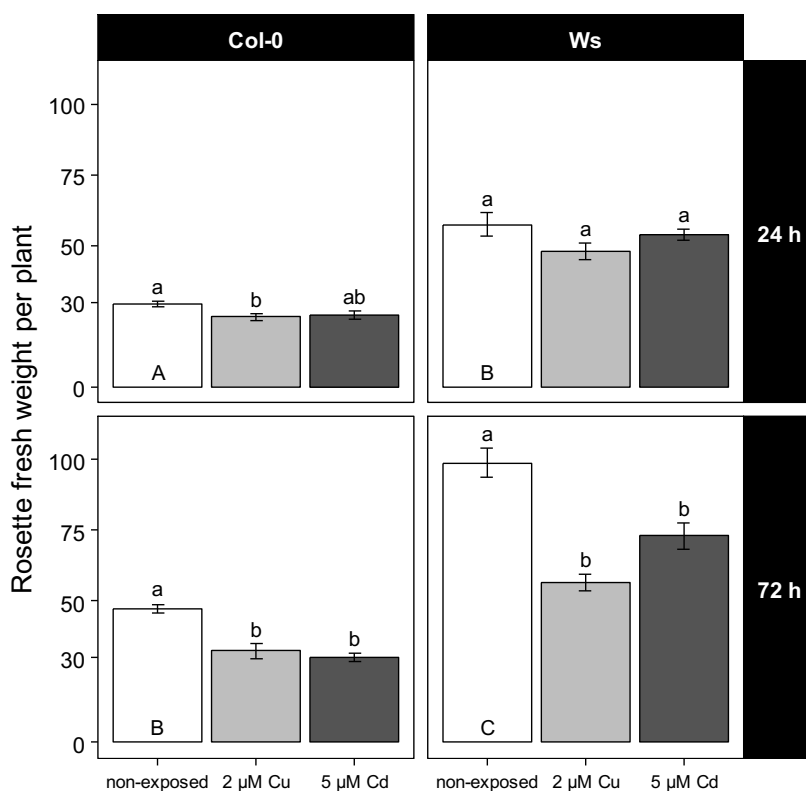 Col-0
Ws
Rosette fresh weight per plant
100
75
50
30
0
a
b
ab
A
a
a
a
B
24 h
100
75
50
30
0
a
b
b
B
a
b
b
C
72 h
non-exposed 2 µM Cu 5 µM Cd
non-exposed 2 µM Cu 5 µM Cd